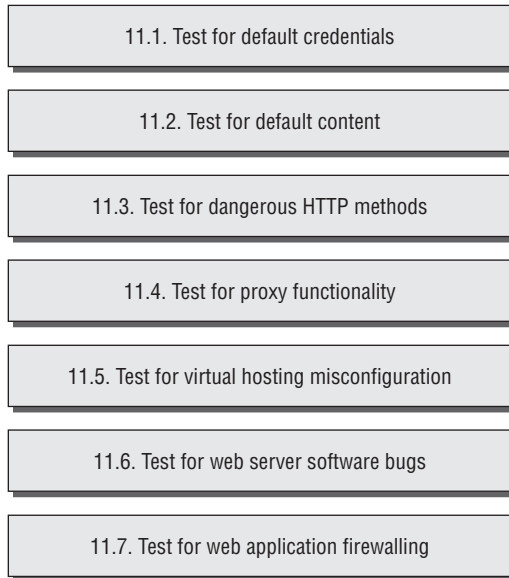 11.1. Test for default credentials
11.2. Test for default content
11.3. Test for dangerous HTTP methods
11.4. Test for proxy functionality
11.5. Test for virtual hosting misconfiguration
11.6. Test for web server software bugs
11.7. Test for web application firewalling